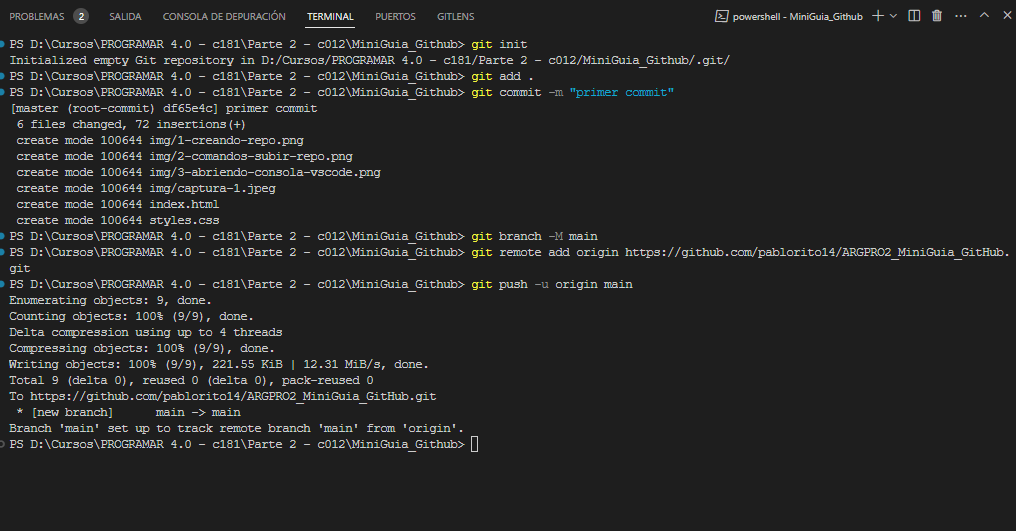 PROBLEMAS 2 SALIDA CONSOLA DE DEPURACIÓN TERMINAL PUERTOS GITLENS powershell - MiniGuia_Github
PS D:\Cursos\PROGRAMAR 4.0 - c181\Parte 2 - c012\MiniGuia_Github> git init
Initialized empty Git repository in D:/Cursos/PROGRAMAR 4.0 - c181/Parte 2 - c012/MiniGuia_Github/.git/
PS D:\Cursos\PROGRAMAR 4.0 - c181\Parte 2 - c012\MiniGuia_Github> git add .
PS D:\Cursos\PROGRAMAR 4.0 - c181\Parte 2 - c012\MiniGuia_Github> git commit -m "primer commit"
[master (root-commit) df65e4c] primer commit
 6 files changed, 72 insertions(+)
 create mode 100644 img/1-creando-repo.png
 create mode 100644 img/2-comandos-subir-repo.png
 create mode 100644 img/3-abriendo-consola-vscode.png
 create mode 100644 img/captura-1.jpeg
 create mode 100644 index.html
 create mode 100644 styles.css
PS D:\Cursos\PROGRAMAR 4.0 - c181\Parte 2 - c012\MiniGuia_Github> git branch -M main
PS D:\Cursos\PROGRAMAR 4.0 - c181\Parte 2 - c012\MiniGuia_Github> git remote add origin https://github.com/pablorito14/ARGPRO2_MiniGuia_GitHub.
git
PS D:\Cursos\PROGRAMAR 4.0 - c181\Parte 2 - c012\MiniGuia_Github> git push -u origin main
Enumerating objects: 9, done.
Counting objects: 100% (9/9), done.
Delta compression using up to 4 threads
Compressing objects: 100% (9/9), done.
Writing objects: 100% (9/9), 221.55 KiB | 12.31 MiB/s, done.
Total 9 (delta 0), reused 0 (delta 0), pack-reused 0
To https://github.com/pablorito14/ARGPRO2_MiniGuia_GitHub.git
 * [new branch]      main -> main
Branch 'main' set up to track remote branch 'main' from 'origin'.
PS D:\Cursos\PROGRAMAR 4.0 - c181\Parte 2 - c012\MiniGuia_Github>